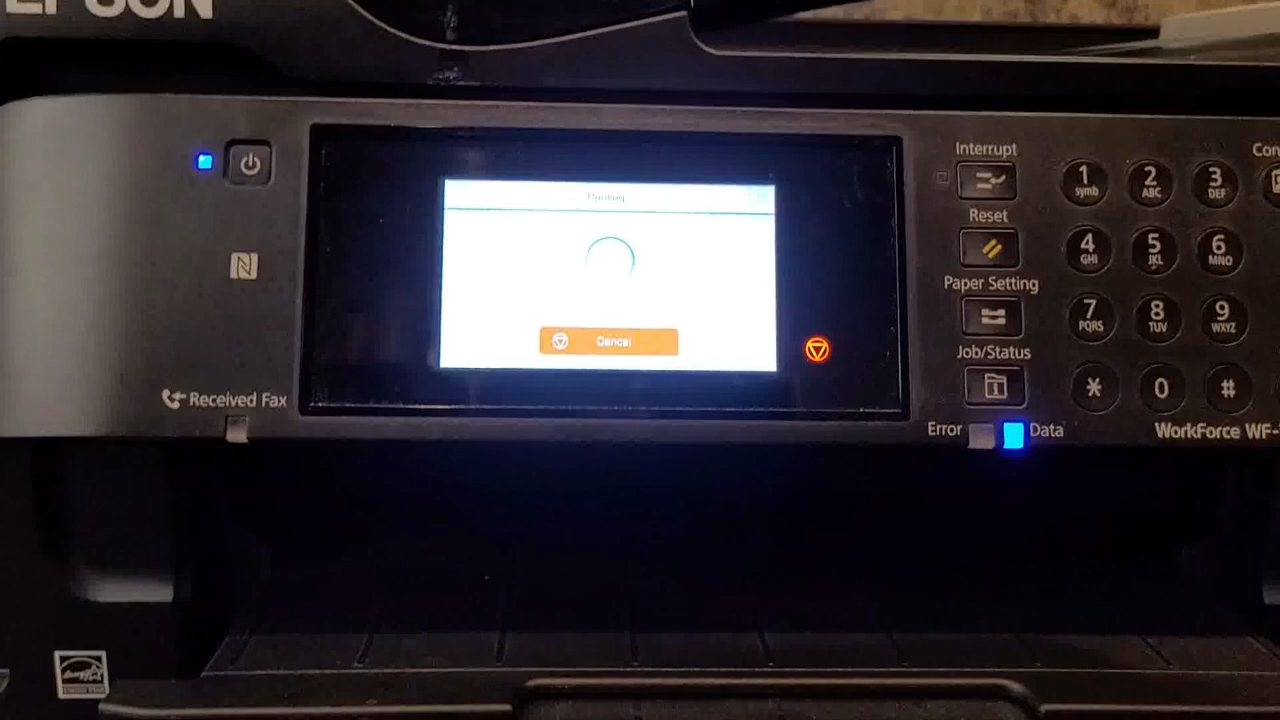 EPSON
Interrupt
1 symb
2 ABC
3 DEF
Reset
4 GHI
5 JKL
6 MNO
Paper Setting
7 PQRS
8 TUV
9 WXYZ
Job/Status
* 0 #
Printing
Cancel
Received Fax
Error
Data
WorkForce WF-